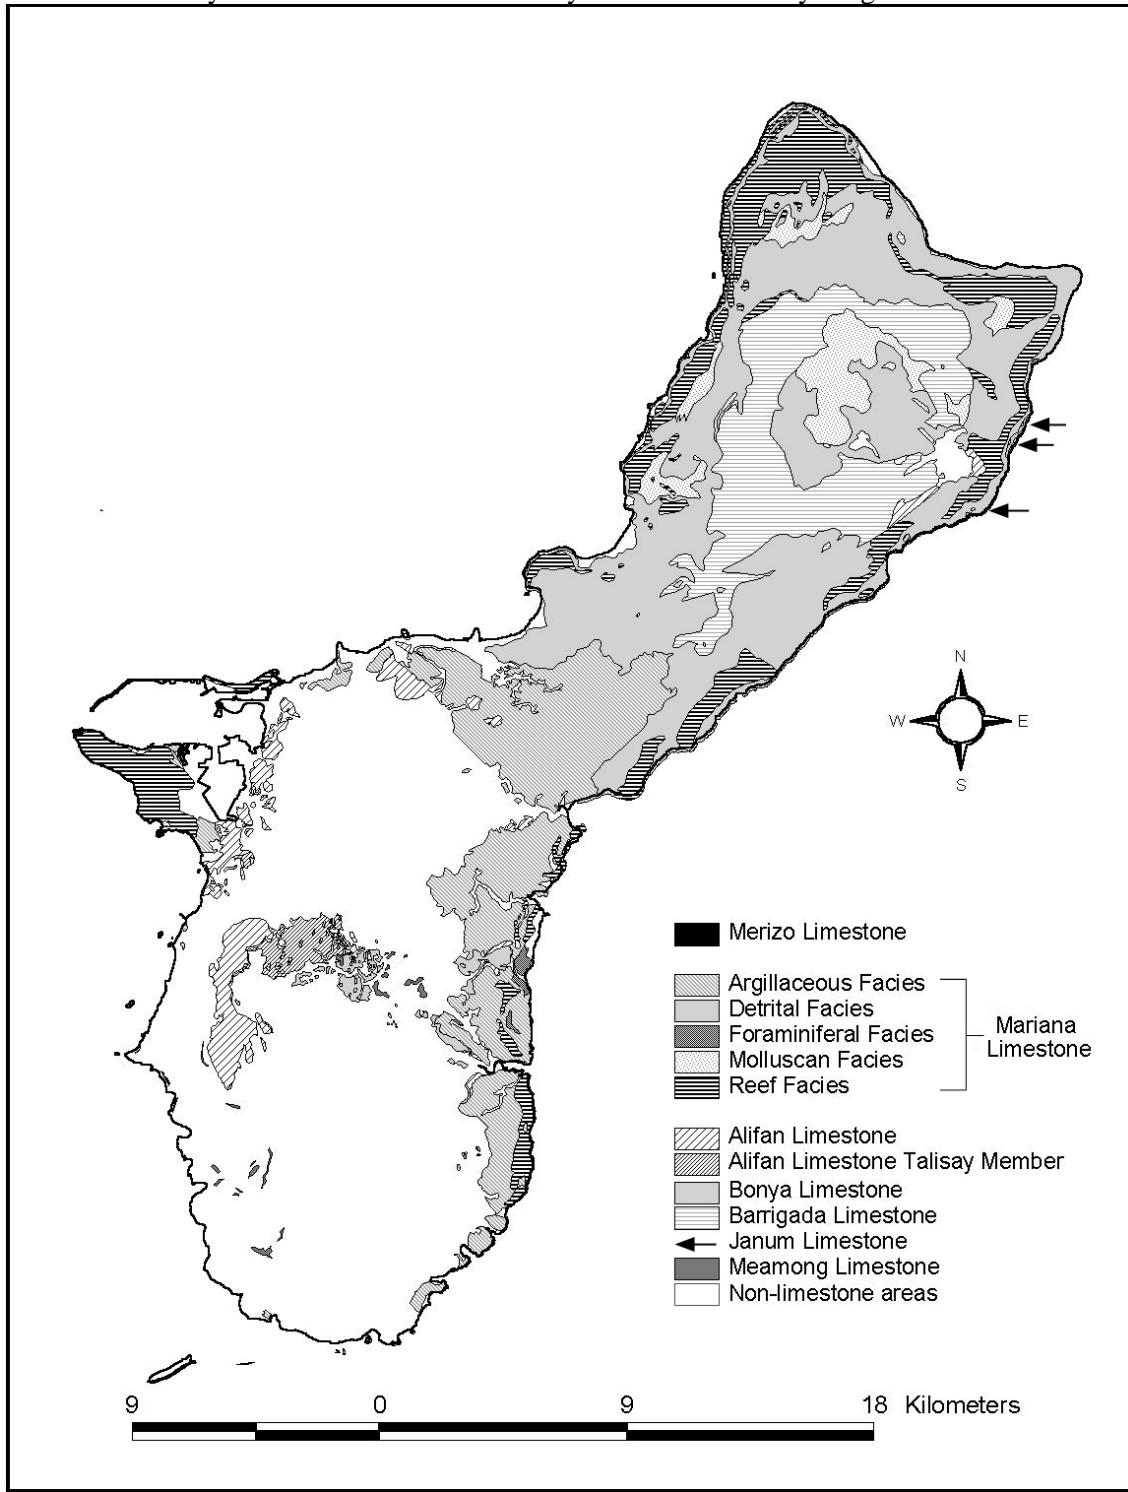 N
W E
S
Merizo Limestone
Argillaceous Facies
Detrital Facies
Foraminiferal Facies
Molluscan Facies
Reef Facies
Mariana
Limestone
Alifan Limestone
Alifan Limestone Talisay Member
Bonya Limestone
Barrigada Limestone
Janum Limestone
Meamong Limestone
Non-limestone areas
9 0 9 18 Kilometers